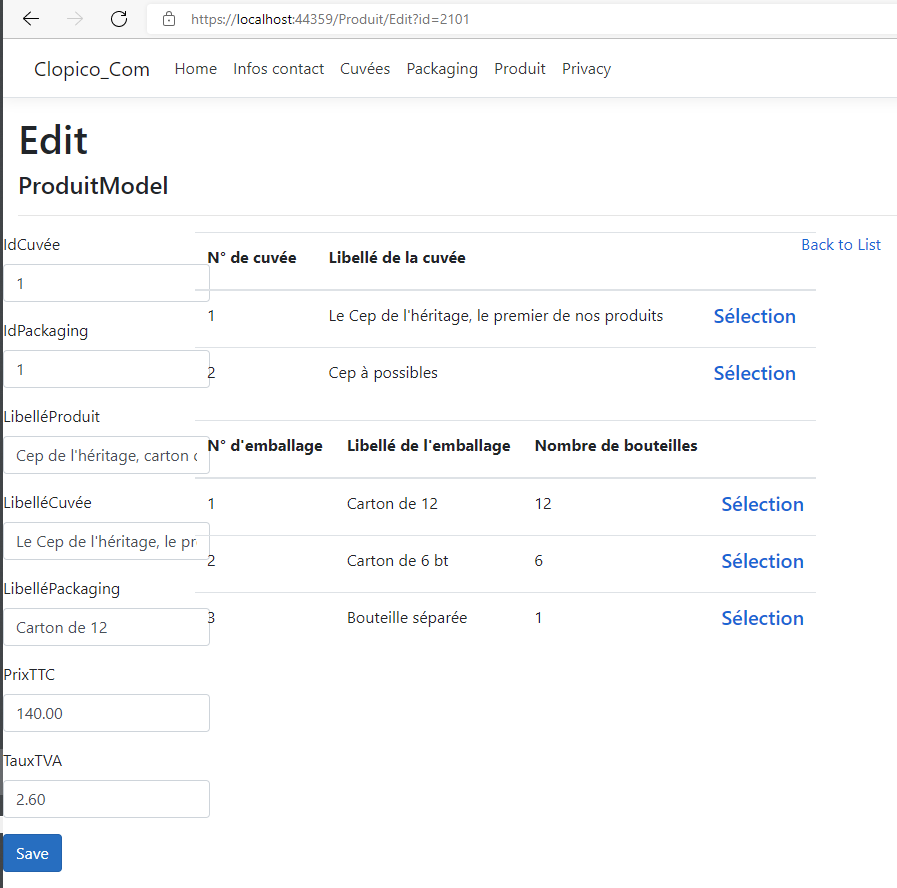 https://localhost:44359/Produit/Edit?id=2101
Clopico_Com Home Infos contact Cuvées Packaging Produit Privacy
Edit
ProduitModel
IdCuvée
1
IdPackaging
1
LibelléProduit
Cep de l'héritage, carton
LibelléCuvée
Le Cep de l'héritage, le pr
LibelléPackaging
Carton de 12
PrixTTC
140.00
TauxTVA
2.60
Save
N° de cuvée Libellé de la cuvée
1 Le Cep de l'héritage, le premier de nos produits Sélection
2 Cep à possibles Sélection
N° d'emballage Libellé de l'emballage Nombre de bouteilles
1 Carton de 12 12 Sélection
2 Carton de 6 bt 6 Sélection
3 Bouteille séparée 1 Sélection
Back to List